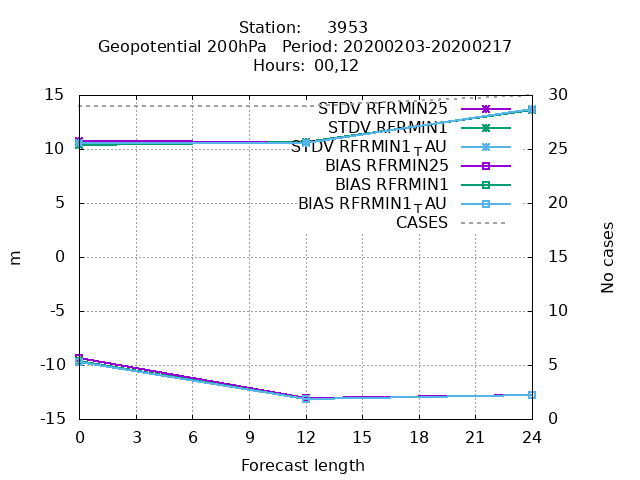 Station: 3953
Geopotential 200hPa Period: 20200203-20200217
Hours: 00,12
STDV RFRMIN25
STDV RFRMIN1
STDV RFRMIN1TAU
BIAS RFRMIN25
BIAS RFRMIN1
BIAS RFRMIN1TAU
CASES
15
10
5
0
-5
-10
-15
m
30
25
20
15
10
5
0
No cases
0 3 6 9 12 15 18 21 24
Forecast length